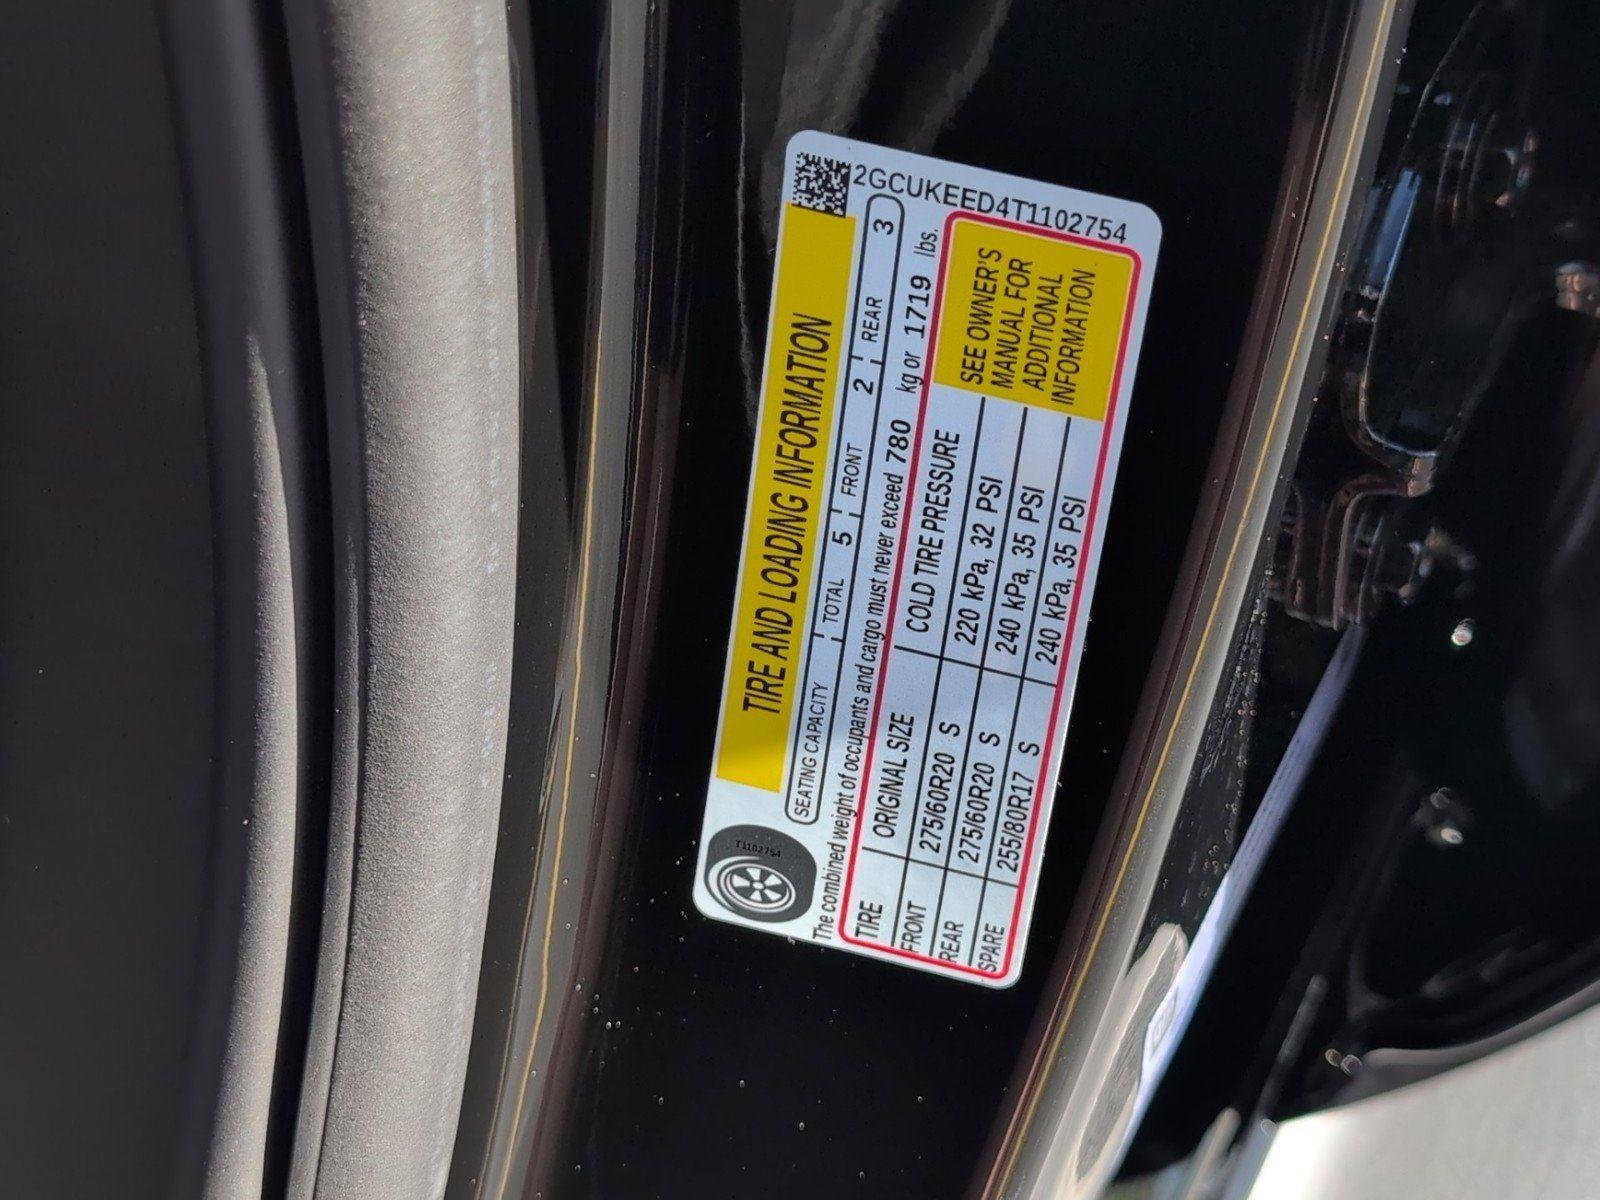 2GCUKEED4T1102754
TIRE AND LOADING INFORMATION
T1102754
SEATING CAPACITY TOTAL 5 FRONT 2 REAR 3
The combined weight of occupants and cargo must never exceed 780 kg or 1719 lbs.
TIRE ORIGINAL SIZE COLD TIRE PRESSURE
FRONT 275/60R20 S 220 kPa, 32 PSI
REAR 275/60R20 S 240 kPa, 35 PSI
SPARE 255/80R17 S 240 kPa, 35 PSI
SEE OWNER'S
MANUAL FOR
ADDITIONAL
INFORMATION